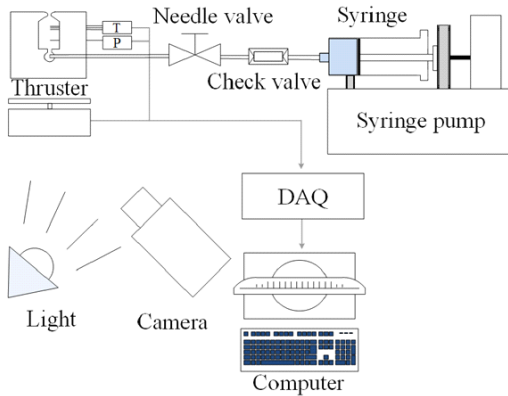 Needle valve
Syringe
T
P
Thruster
Check valve
Syringe pump
DAQ
Light
Camera
Computer